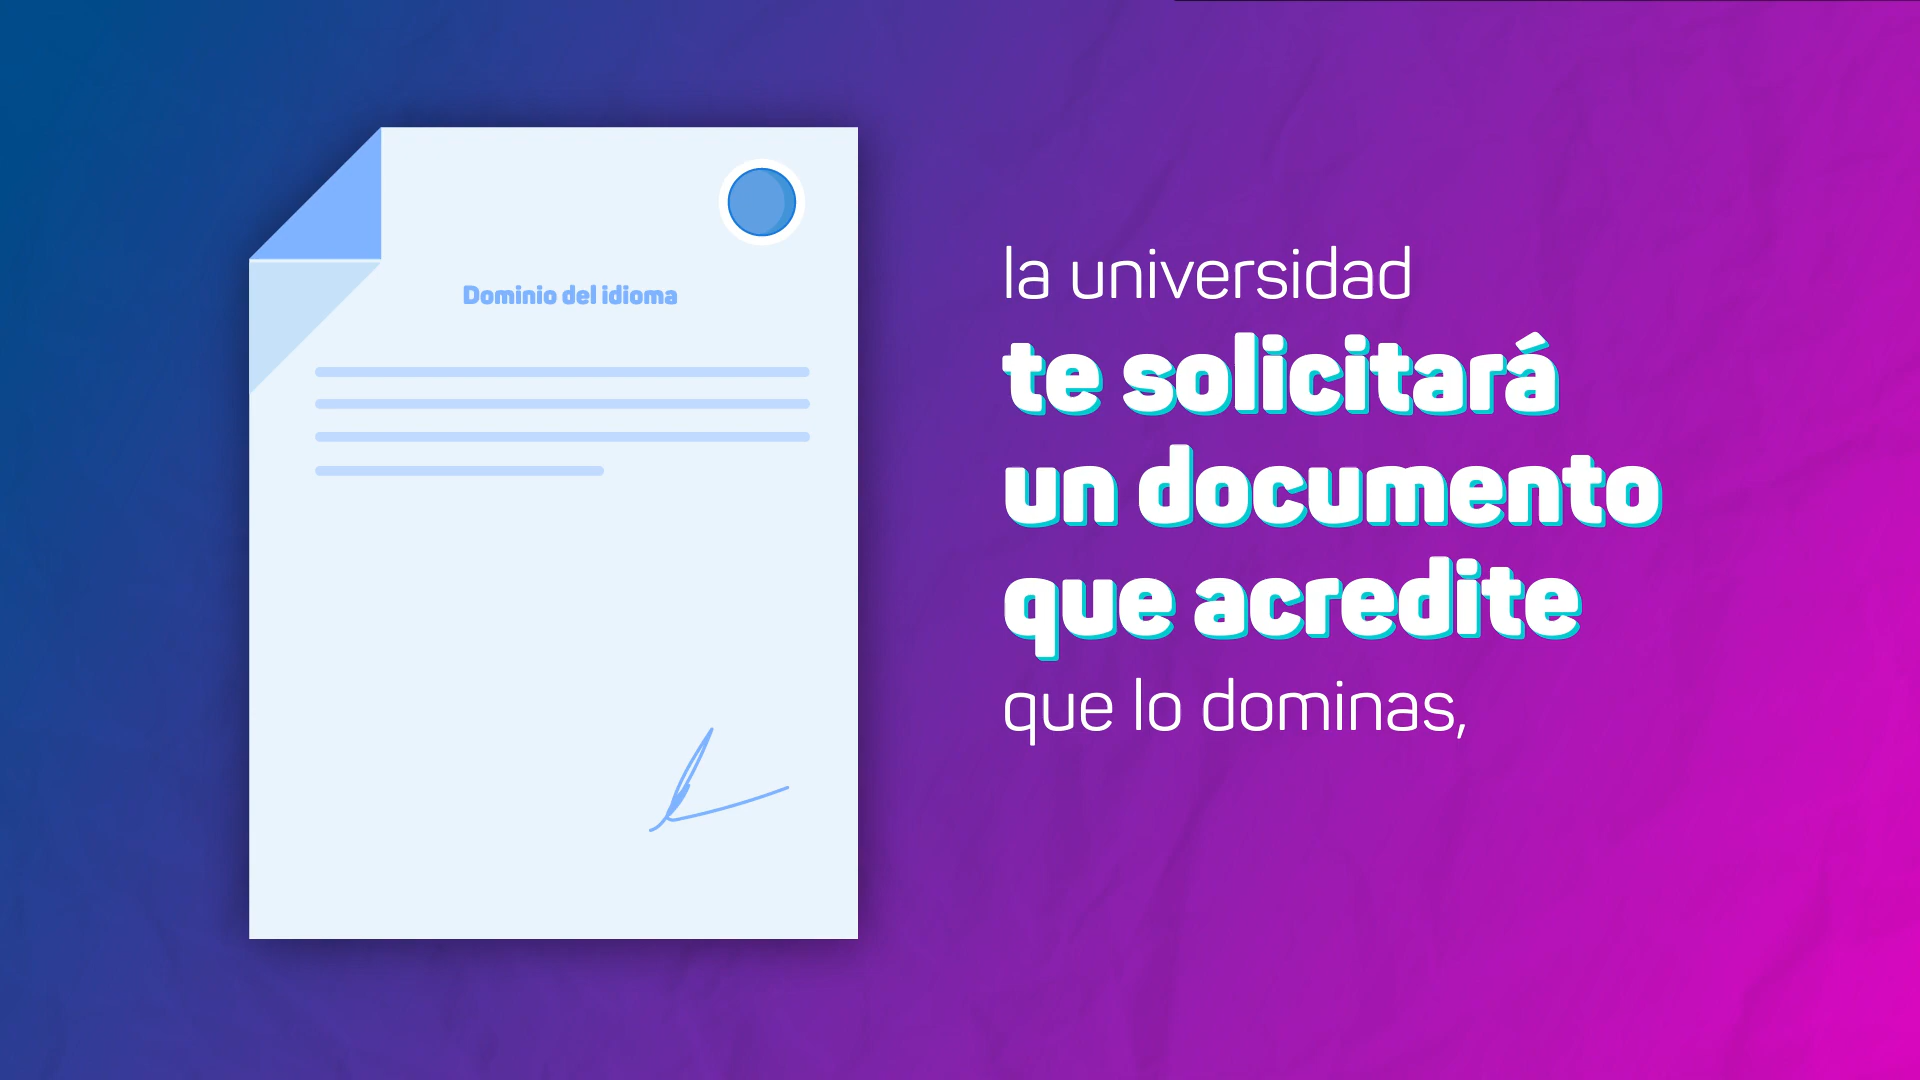 Dominio del idioma
la universidad
te solicitará
un documento
que acredite
que lo dominas,